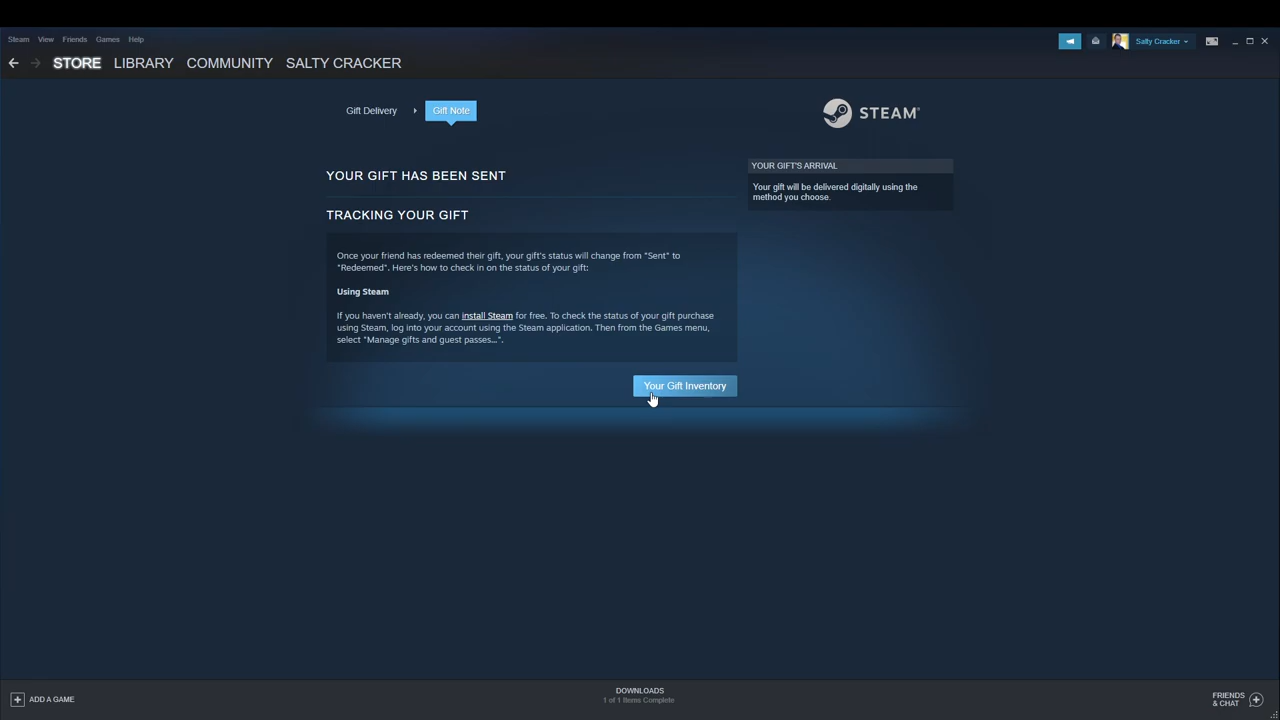 Steam View Friends Games Help
Salty Cracker
STORE LIBRARY COMMUNITY SALTY CRACKER
Gift Delivery Gift Note
STEAM®
YOUR GIFT HAS BEEN SENT
TRACKING YOUR GIFT
Once your friend has redeemed their gift, your gift's status will change from "Sent" to
"Redeemed". Here's how to check in on the status of your gift:
Using Steam
If you haven't already, you can install Steam for free. To check the status of your gift purchase
using Steam, log into your account using the Steam application. Then from the Games menu,
select "Manage gifts and guest passes...".
Your Gift Inventory
YOUR GIFT'S ARRIVAL
Your gift will be delivered digitally using the
method you choose.
ADD A GAME
DOWNLOADS
1 of 1 Items Complete
FRIENDS
& CHAT